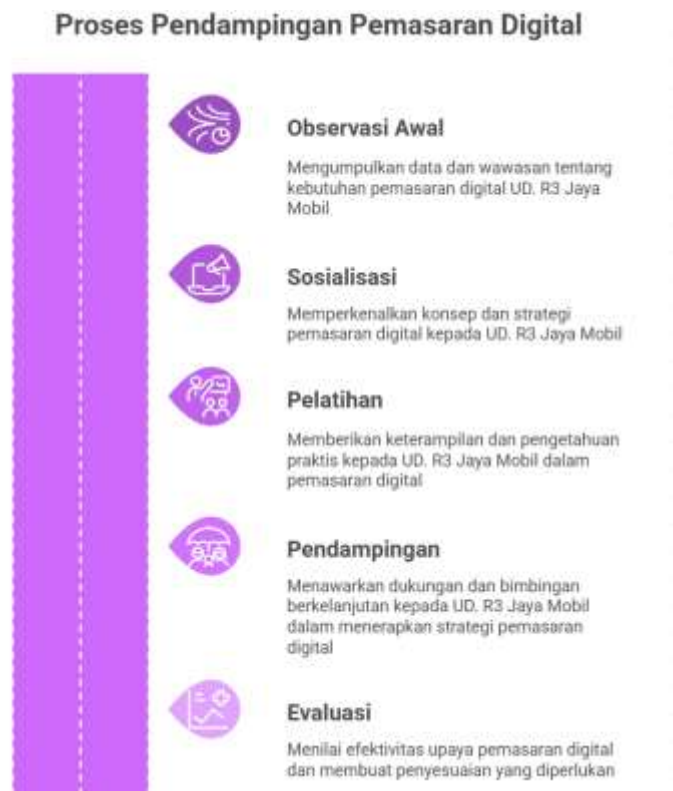 Proses Pendampingan Pemasaran Digital
Observasi Awal
Mengumpulkan data dan wawasan tentang
kebutuhan pemasaran digital UD. R3 Jaya
Mobil
Sosialisasi
Memperkenalkan konsep dan strategi
pemasaran digital kepada UD. R3 Jaya Mobil
Pelatihan
Memberikan keterampilan dan pengetahuan
praktis kepada UD. R3 Jaya Mobil dalam
pemasaran digital
Pendampingan
Menawarkan dukungan dan bimbingan
berkelanjutan kepada UD. R3 Jaya Mobil
dalam menerapkan strategi pemasaran
digital
Evaluasi
Menilai efektivitas upaya pemasaran digital
dan membuat penyesuaian yang diperlukan